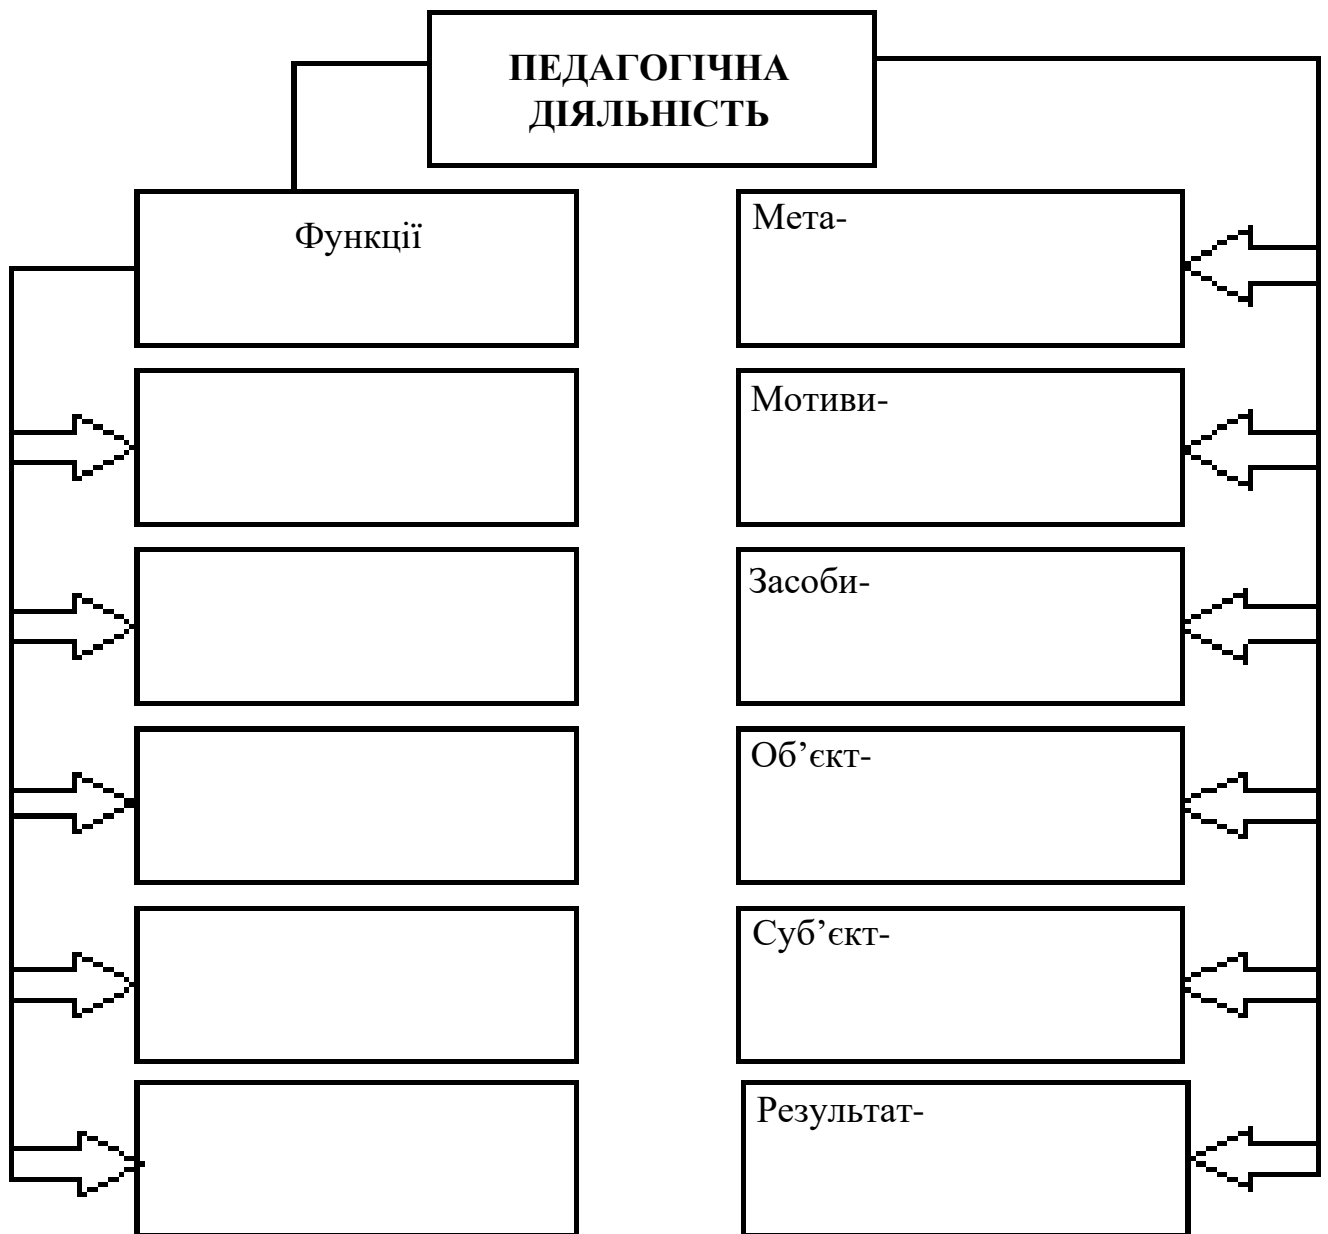 ПЕДАГОГІЧНА
ДІЯЛЬНІСТЬ
Функції
Мета-
Мотиви-
Засоби-
Об’єкт-
Суб’єкт-
Результат-